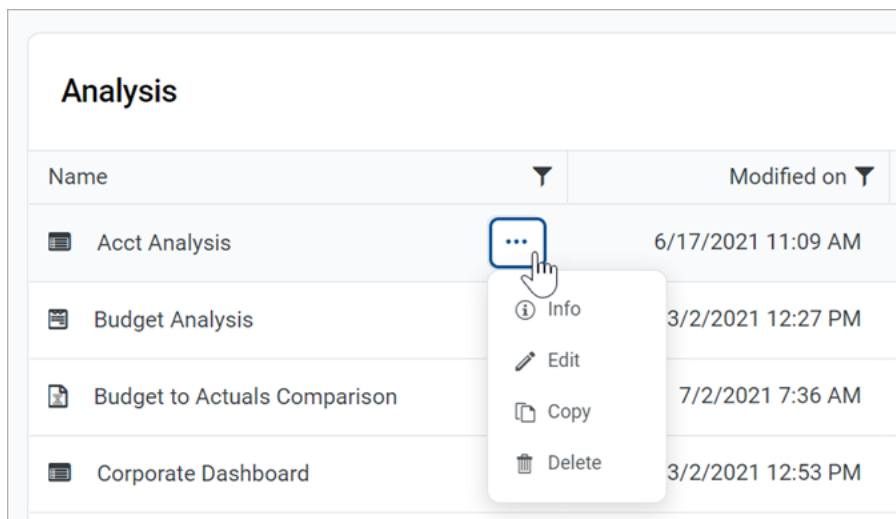 Analysis
Name Modified on
Acct Analysis ... 6/17/2021 11:09 AM
Info
Budget Analysis 3/2/2021 12:27 PM
Edit
Budget to Actuals Comparison 7/2/2021 7:36 AM
Copy
Delete
Corporate Dashboard 3/2/2021 12:53 PM